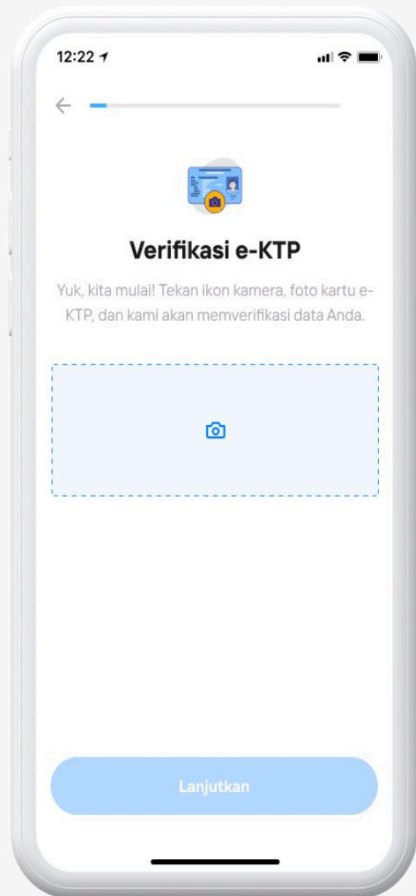 12:22
Verifikasi e-KTP
Yuk, kita mulai! Tekan ikon kamera, foto kartu e-
KTP, dan kami akan memverifikasi data Anda.
Lanjutkan